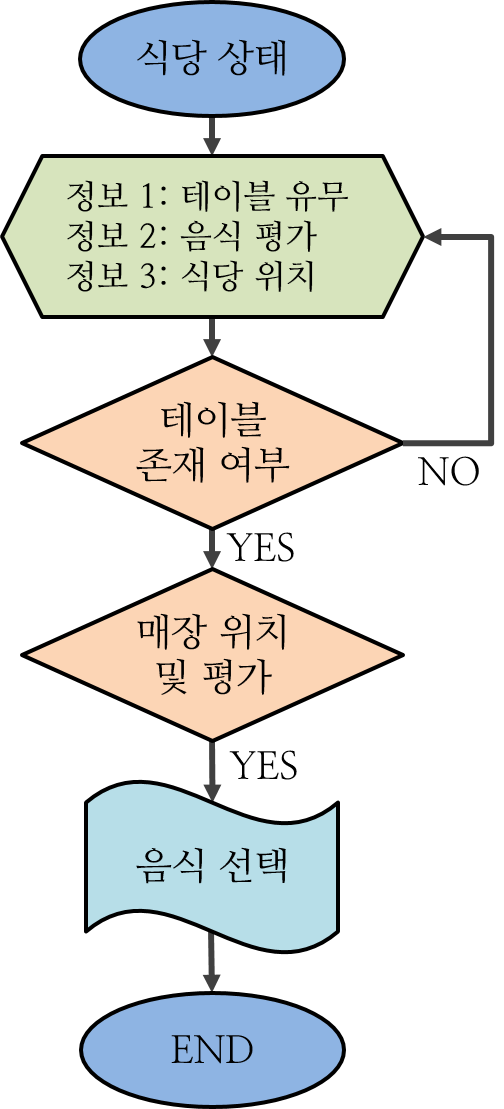 식당 상태
정보 1: 테이블 유무
정보 2: 음식 평가
정보 3: 식당 위치
테이블
존재 여부
NO
YES
매장 위치
및 평가
YES
음식 선택
END